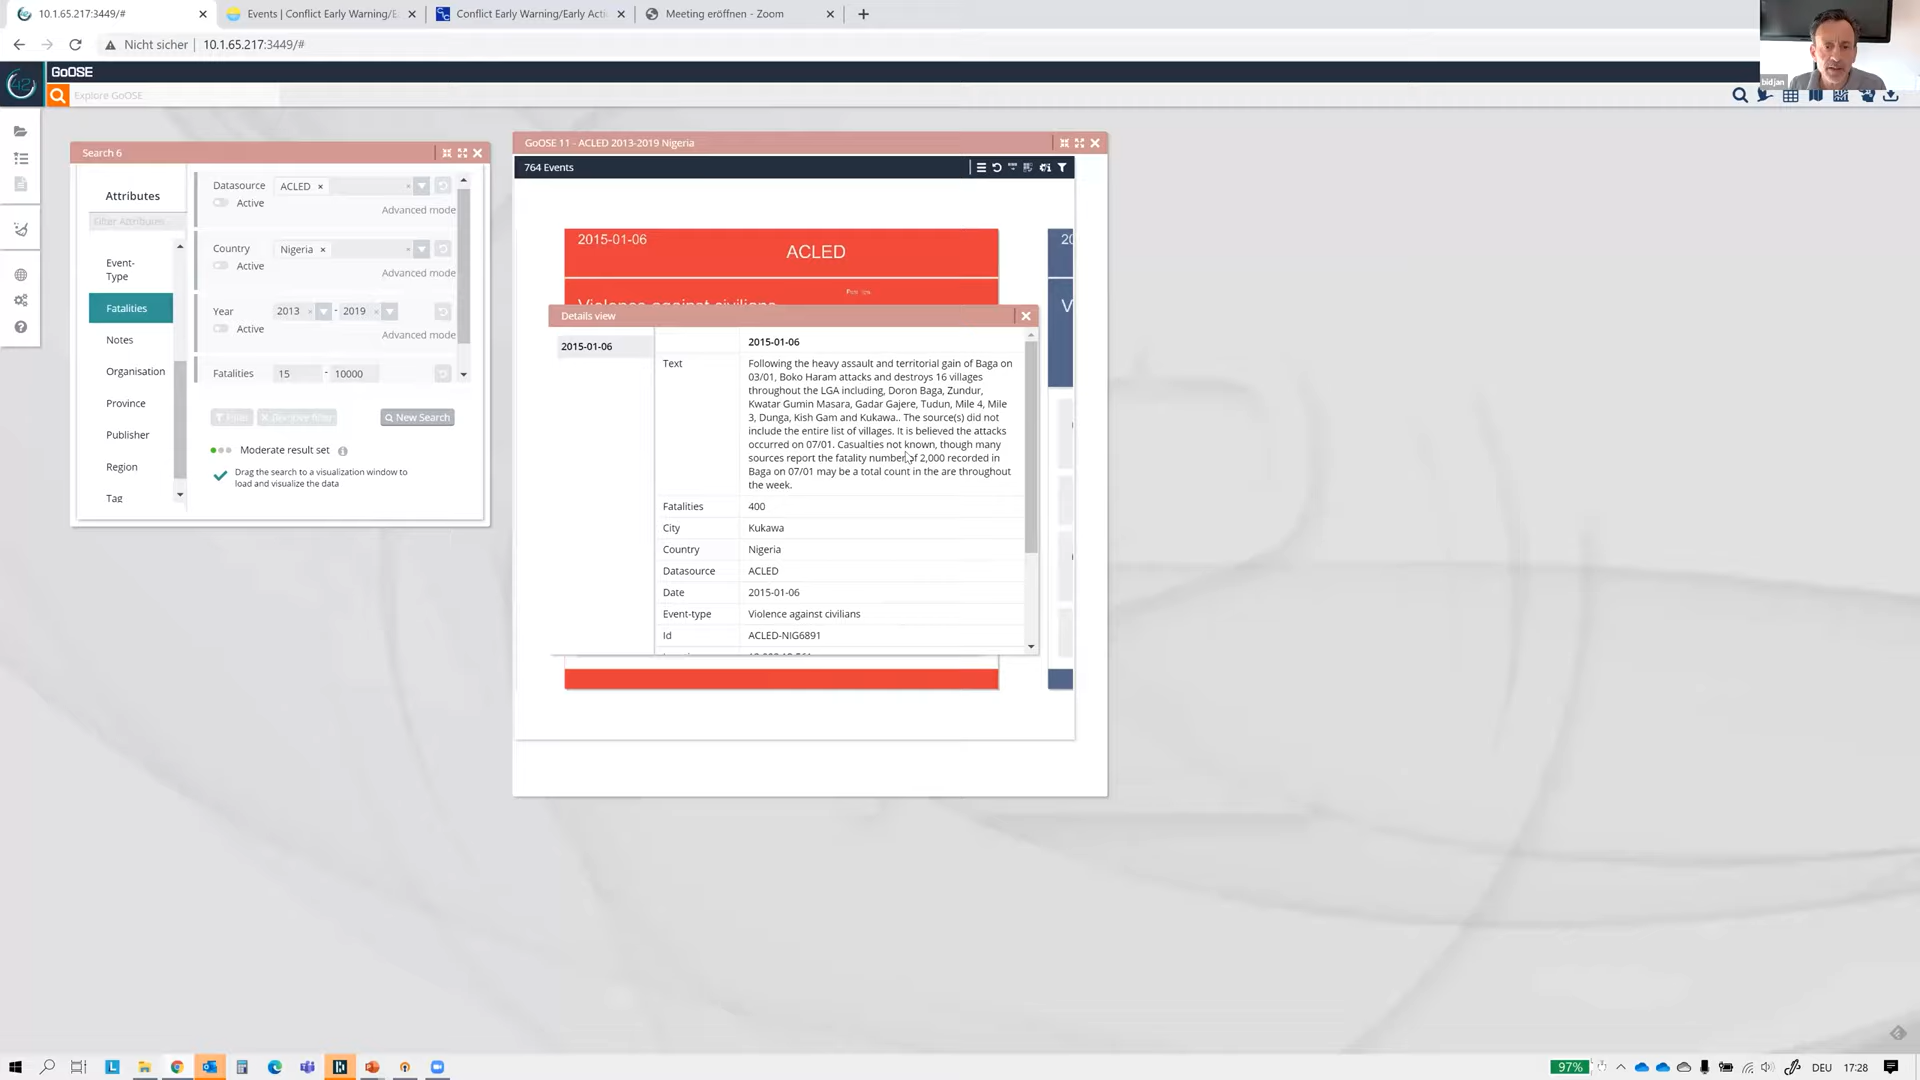 10.1.65.217:3449/#
Events | Conflict Early Warning/E
Conflict Early Warning/Early Acti
Meeting eröffnen - Zoom
Nicht sicher
10.1.65.217:3449/#
bidjan
GoOSE
Explore GoOSE
Search 6
Attributes
Filter Attributes
Event-
Type
Fatalities
Notes
Organisation
Province
Publisher
Region
Tag
Datasource
ACLED ×
Active
Advanced mode
Country
Nigeria ×
Active
Advanced mode
Year
2013 × - 2019 ×
Active
Advanced mode
Fatalities
15 - 10000
Filter
Remove filter
New Search
Moderate result set
Drag the search to a visualization window to
load and visualize the data
GoOSE 11 - ACLED 2013-2019 Nigeria
764 Events
2015-01-06
ACLED
20
Violence against civilians
V
Details view
2015-01-06
2015-01-06
Text
Following the heavy assault and territorial gain of Baga on
03/01, Boko Haram attacks and destroys 16 villages
throughout the LGA including, Doron Baga, Zundur,
Kwatar Gumin Masara, Gadar Gajere, Tudun, Mile 4, Mile
3, Dunga, Kish Gam and Kukawa.. The source(s) did not
include the entire list of villages. It is believed the attacks
occurred on 07/01. Casualties not known, though many
sources report the fatality number of 2,000 recorded in
Baga on 07/01 may be a total count in the are throughout
the week.
Fatalities 400
City Kukawa
Country Nigeria
Datasource ACLED
Date 2015-01-06
Event-type Violence against civilians
Id ACLED-NIG6891
97%
DEU
17:28